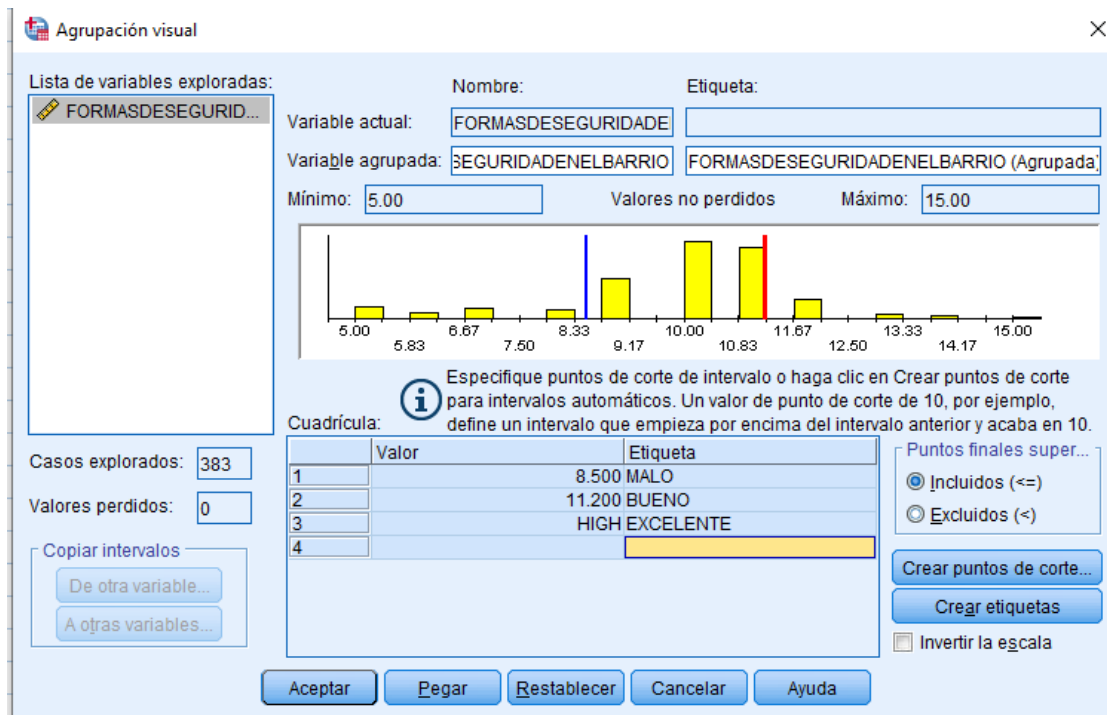 Agrupación visual
Lista de variables exploradas:
FORMASDESEGURID...
Nombre:
Etiqueta:
Variable actual:
FORMASDESEGURIDADE
Variable agrupada:
SEGURIDADENELBARRIO
FORMASDESEGURIDADENELBARRIO (Agrupada)
Mínimo:
5.00
Valores no perdidos
Máximo:
15.00
5.00
5.83
6.67
7.50
8.33
9.17
10.00
10.83
11.67
12.50
13.33
14.17
15.00
Especifique puntos de corte de intervalo o haga clic en Crear puntos de corte
para intervalos automáticos. Un valor de punto de corte de 10, por ejemplo,
define un intervalo que empieza por encima del intervalo anterior y acaba en 10.
Cuadrícula:
Valor Etiqueta
1 8.500 MALO
2 11.200 BUENO
3 HIGH EXCELENTE
4
Casos explorados: 383
Valores perdidos: 0
Copiar intervalos
De otra variable...
A otras variables...
Puntos finales super...
Incluidos (<=)
Excluidos (<)
Crear puntos de corte...
Crear etiquetas
Invertir la escala
Aceptar Pegar Restablecer Cancelar Ayuda